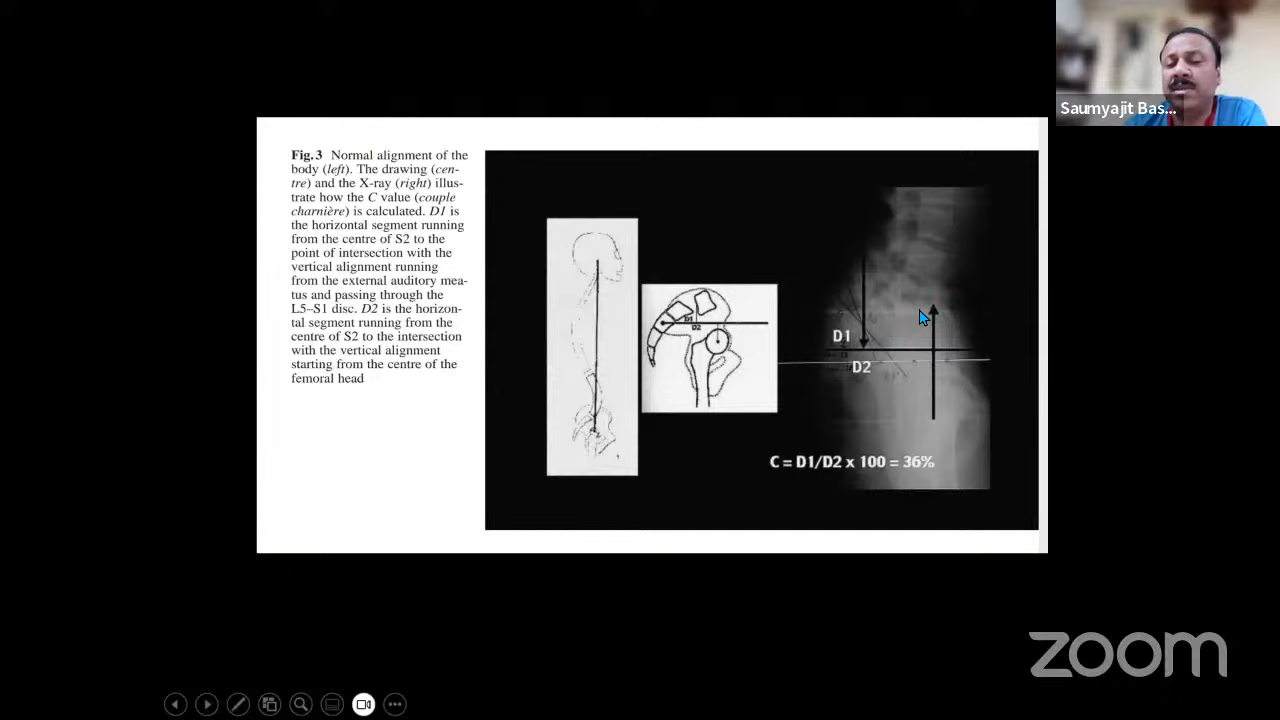 Saumyajit Bas...
Fig.3 Normal alignment of the
body (left). The drawing (cen-
tre) and the X-ray (right) illus-
trate how the C value (couple
charnière) is calculated. D1 is
the horizontal segment running
from the centre of S2 to the
point of intersection with the
vertical alignment running
from the external auditory mea-
tus and passing through the
L5–S1 disc. D2 is the horizon-
tal segment running from the
centre of S2 to the intersection
with the vertical alignment
starting from the centre of the
femoral head
D1
D2
D1
D2
C = D1/D2 x 100 = 36%
zoom